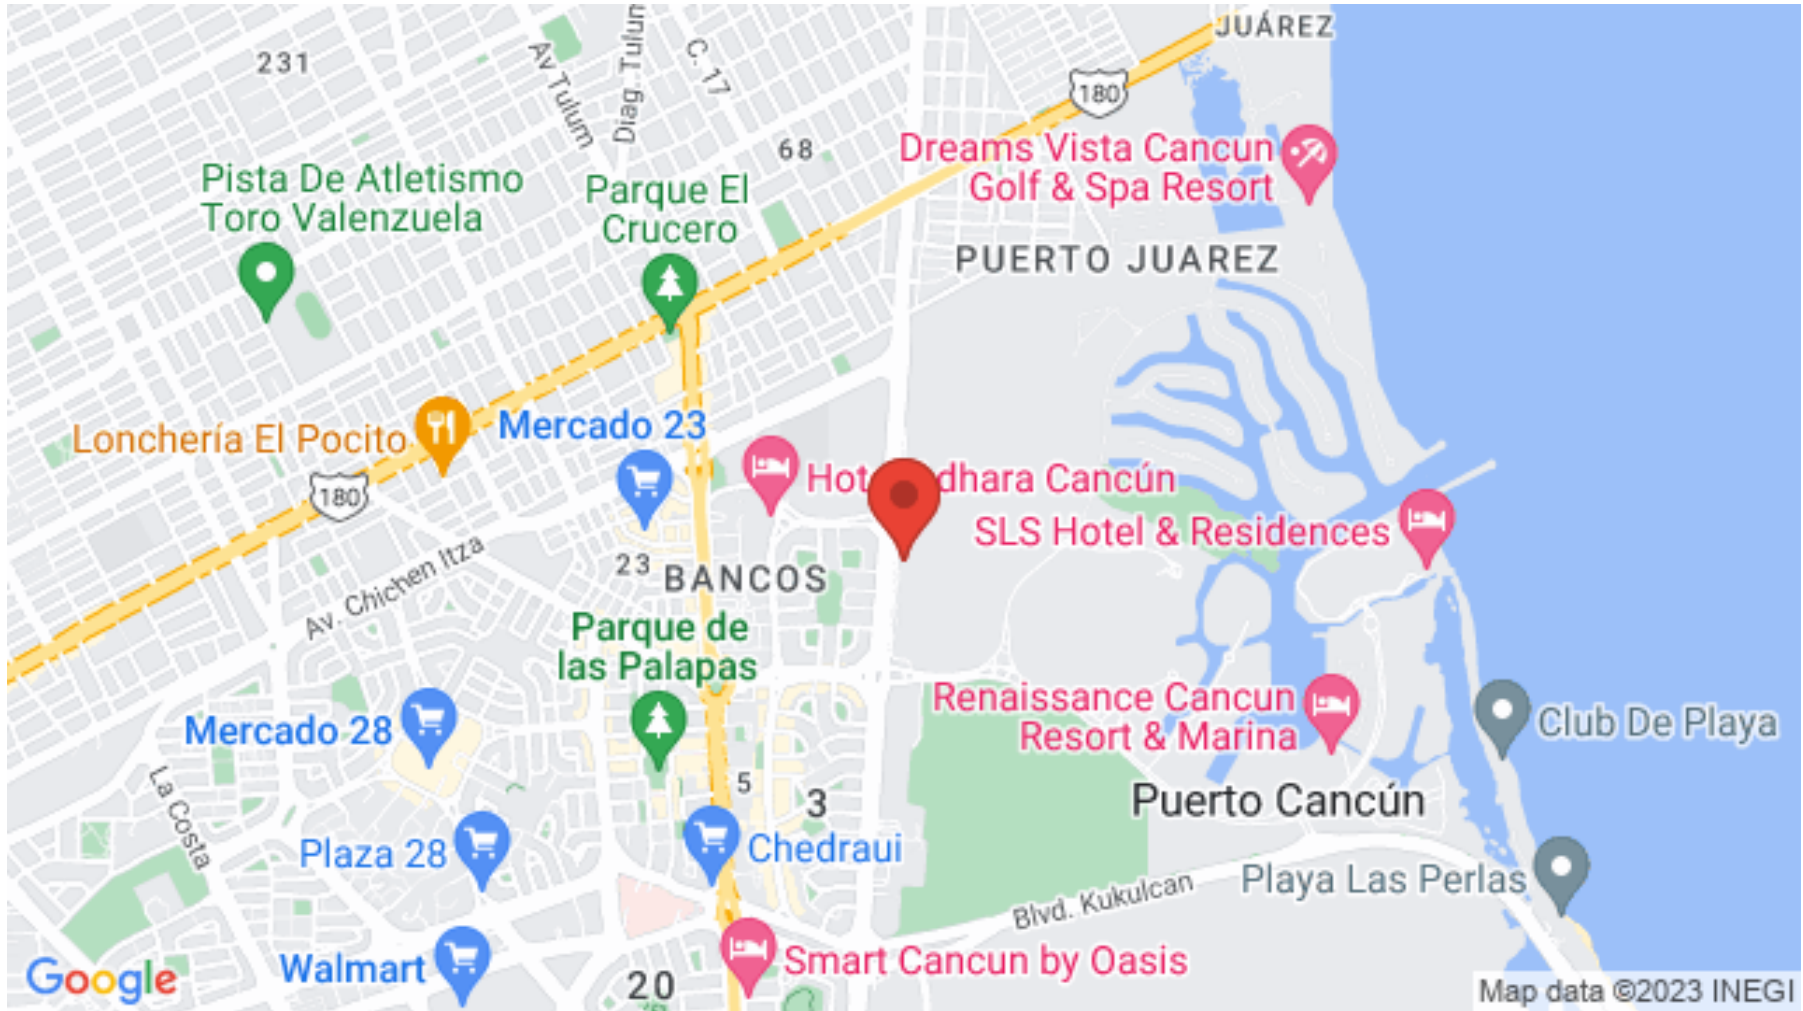 JUÁREZ
231
Av Tulum
Diag. Tulum
C. 17
180
68
Dreams Vista Cancun
Golf & Spa Resort
Pista De Atletismo
Toro Valenzuela
Parque El
Crucero
PUERTO JUAREZ
Lonchería El Pocito
Mercado 23
180
Hot
dhara Cancún
SLS Hotel & Residences
Av. Chichen Itza
23
BANCOS
Parque de
las Palapas
Renaissance Cancun
Resort & Marina
Club De Playa
Mercado 28
La Costa
5
3
Puerto Cancún
Plaza 28
Chedraui
Playa Las Perlas
Blvd. Kukulcan
Walmart
Smart Cancun by Oasis
20
Google
Map data ©2023 INEGI